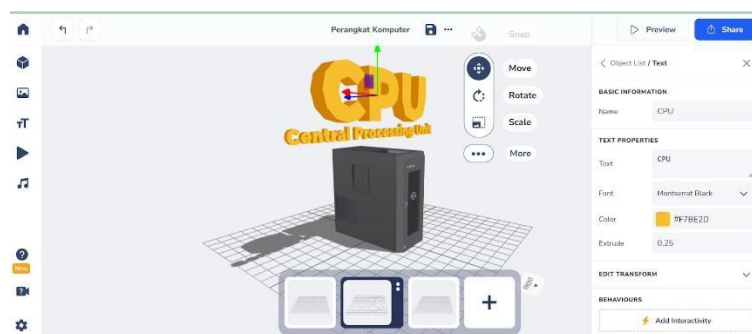 Perangkat Komputer
Snap
Preview
Share
Move
Rotate
Scale
More
CPU
Central Processing Unit
Object List / Text
BASIC INFORMATION
Name
CPU
TEXT PROPERTIES
Text
CPU
Font
Montserrat Black
Color
#F7BE2D
Extrude
0,25
EDIT TRANSFORM
BEHAVIOURS
Add Interactivity
New